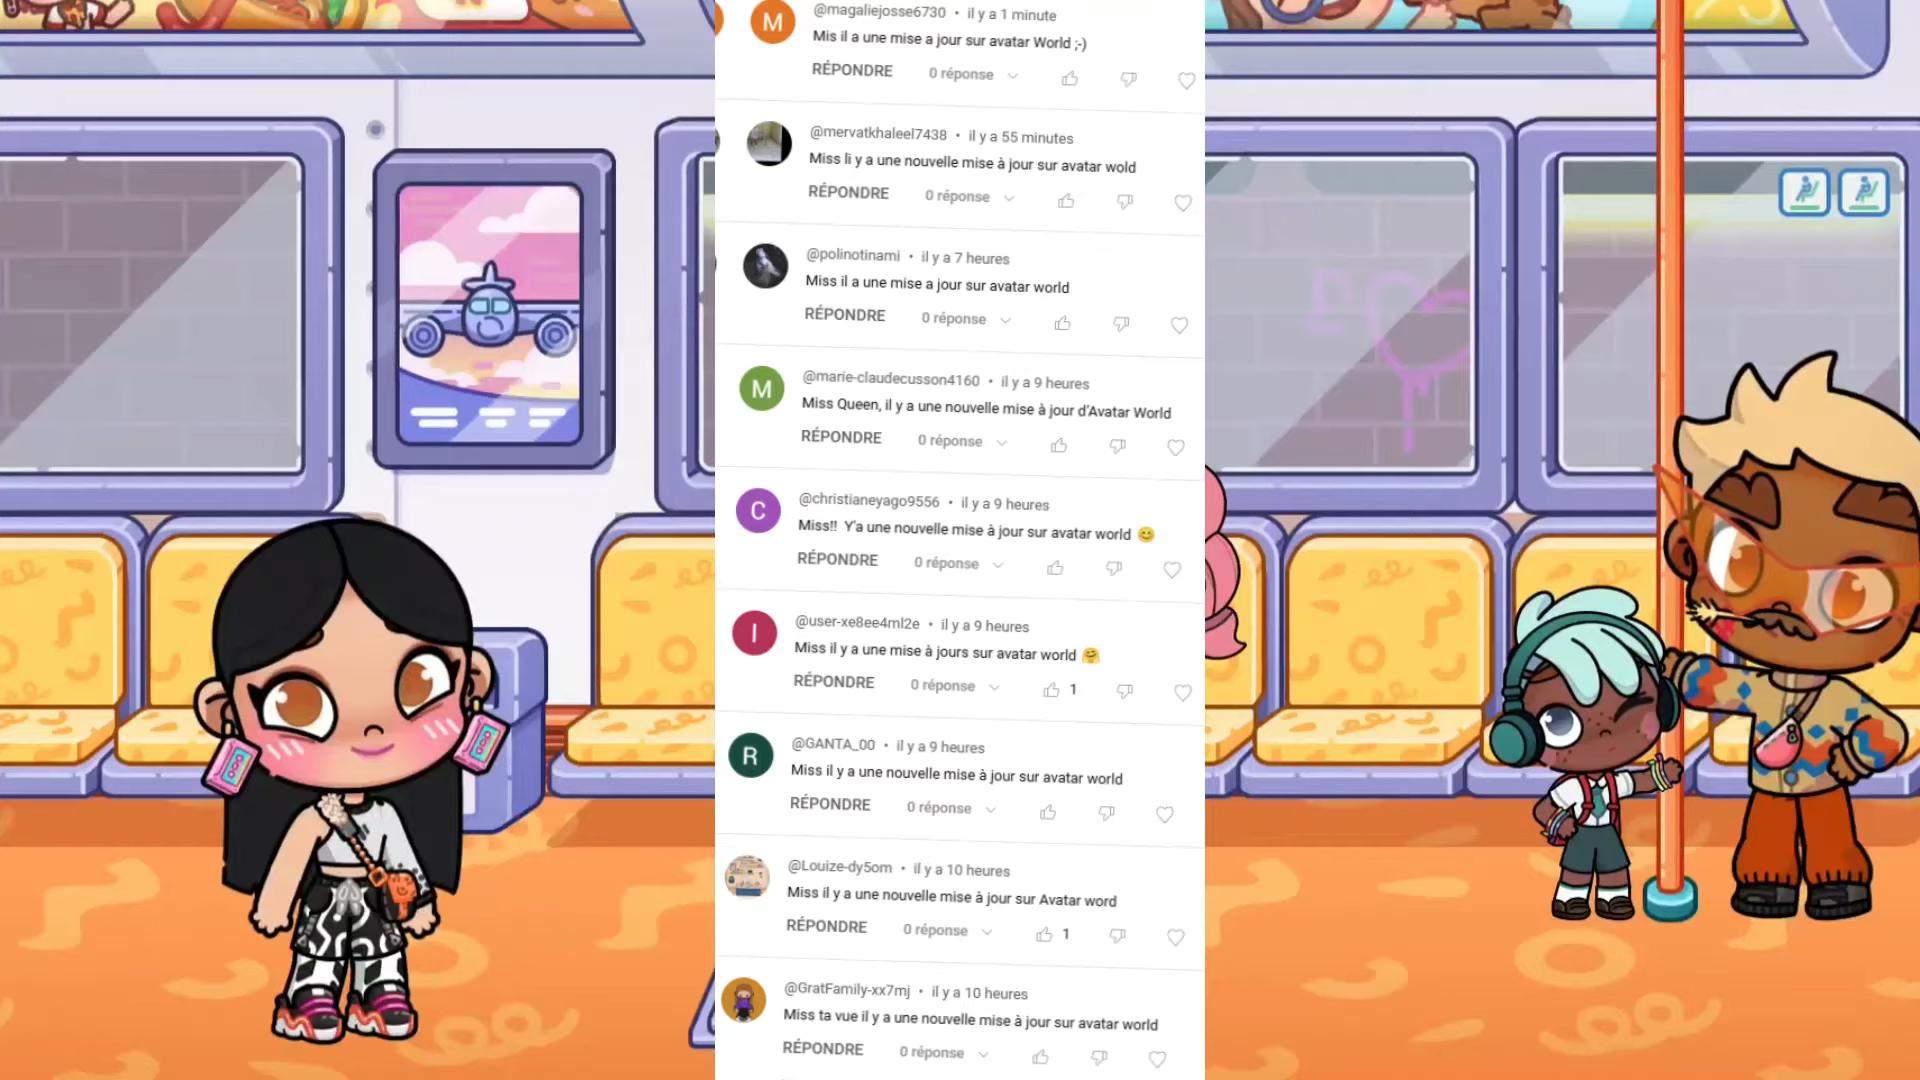 @magaliejosse6730 • il y a 1 minute
Mis il a une mise a jour sur avatar World ;-)
RÉPONDRE 0 réponse
@mervatkhaleel7438 • il y a 55 minutes
Miss li y a une nouvelle mise à jour sur avatar wold
RÉPONDRE 0 réponse
@polinotinami • il y a 7 heures
Miss il a une mise a jour sur avatar world
RÉPONDRE 0 réponse
M
@marie-claudecusson4160 • il y a 9 heures
Miss Queen, il y a une nouvelle mise à jour d'Avatar World
RÉPONDRE 0 réponse
C
@christianeyago9556 • il y a 9 heures
Miss!! Y'a une nouvelle mise à jour sur avatar world 😊
RÉPONDRE 0 réponse
I
@user-xe8ee4ml2e • il y a 9 heures
Miss il y a une mise à jours sur avatar world 🤗
RÉPONDRE 0 réponse 1
R
@GANTA_00 • il y a 9 heures
Miss il y a une nouvelle mise à jour sur avatar world
RÉPONDRE 0 réponse
@Louize-dy5om • il y a 10 heures
Miss il y a une nouvelle mise à jour sur Avatar word
RÉPONDRE 0 réponse 1
@GratFamily-xx7mj • il y a 10 heures
Miss ta vue il y a une nouvelle mise à jour sur avatar world
RÉPONDRE 0 réponse